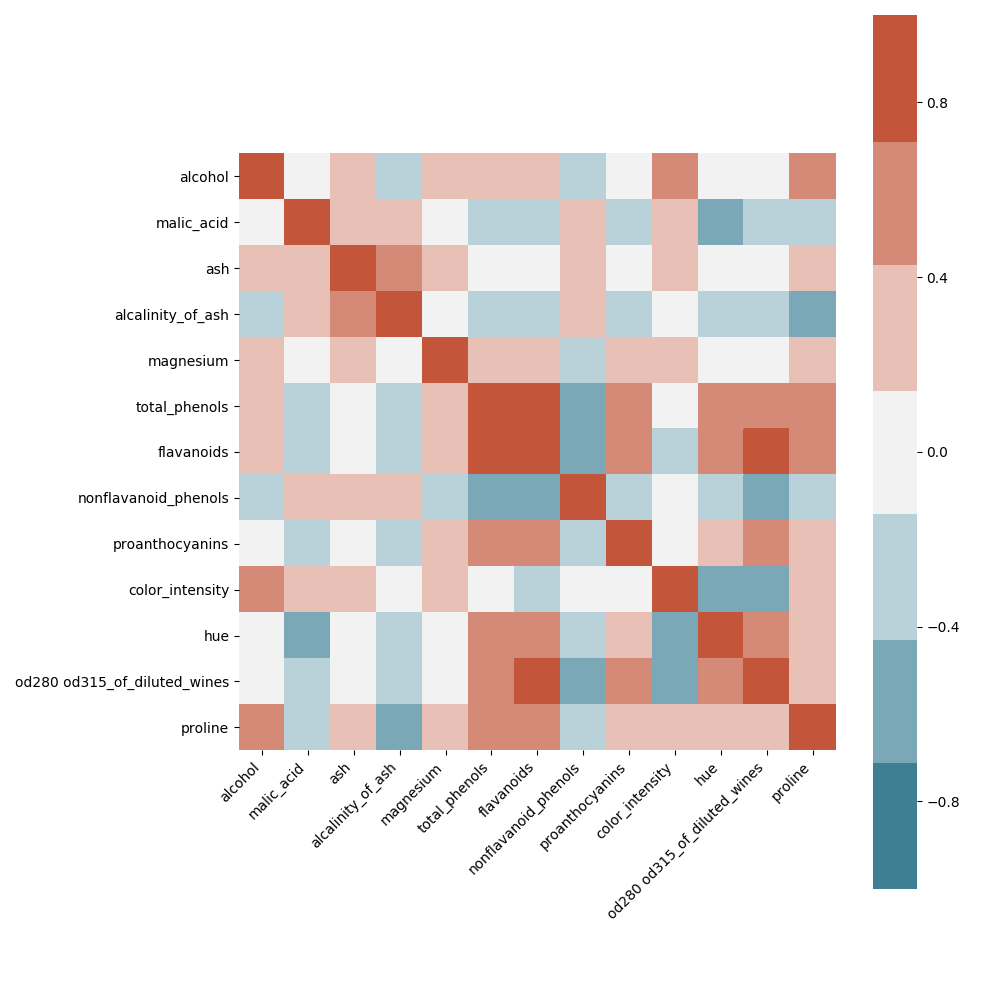 alcohol
malic_acid
ash
alcalinity_of_ash
magnesium
total_phenols
flavanoids
nonflavanoid_phenols
proanthocyanins
color_intensity
hue
od280 od315_of_diluted_wines
proline
alcohol
malic_acid
ash
alcalinity_of_ash
magnesium
total_phenols
flavanoids
nonflavanoid_phenols
proanthocyanins
color_intensity
hue
od280 od315_of_diluted_wines
proline
0.8
0.4
0.0
−0.4
−0.8